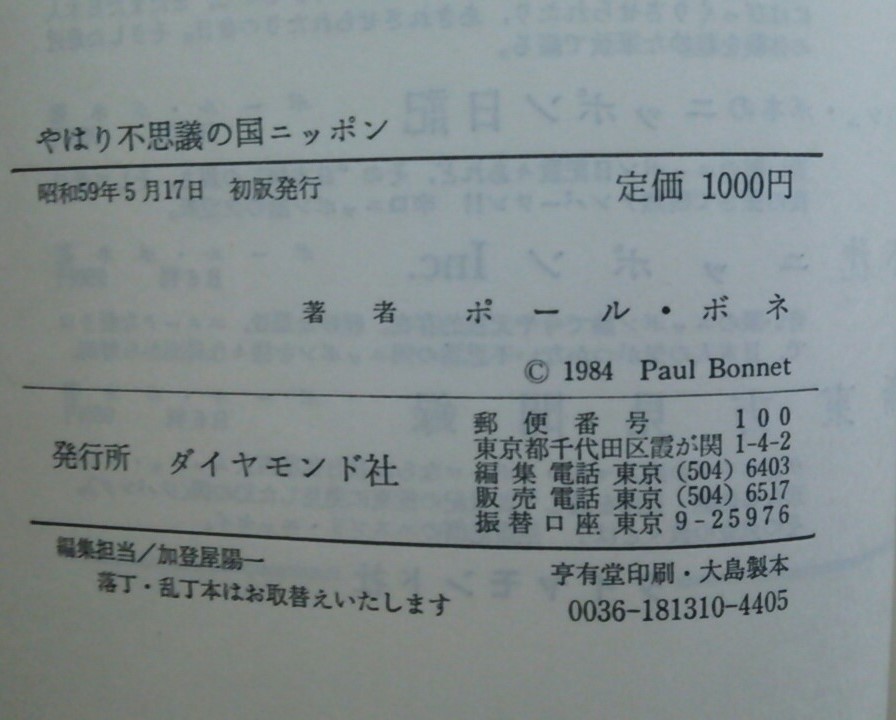 やはり不思議の国ニッポン
昭和59年5月17日 初版発行 定価 1000円
著者 ポール・ボネ
© 1984 Paul Bonnet
発行所 ダイヤモンド社
郵便番号 100
東京都千代田区霞が関 1-4-2
編集電話 東京 (504) 6403
販売電話 東京 (504) 6517
振替口座 東京 9-25976
編集担当/加登屋陽一
落丁・乱丁本はお取替えいたします
亨有堂印刷・大島製本
0036-181310-4405